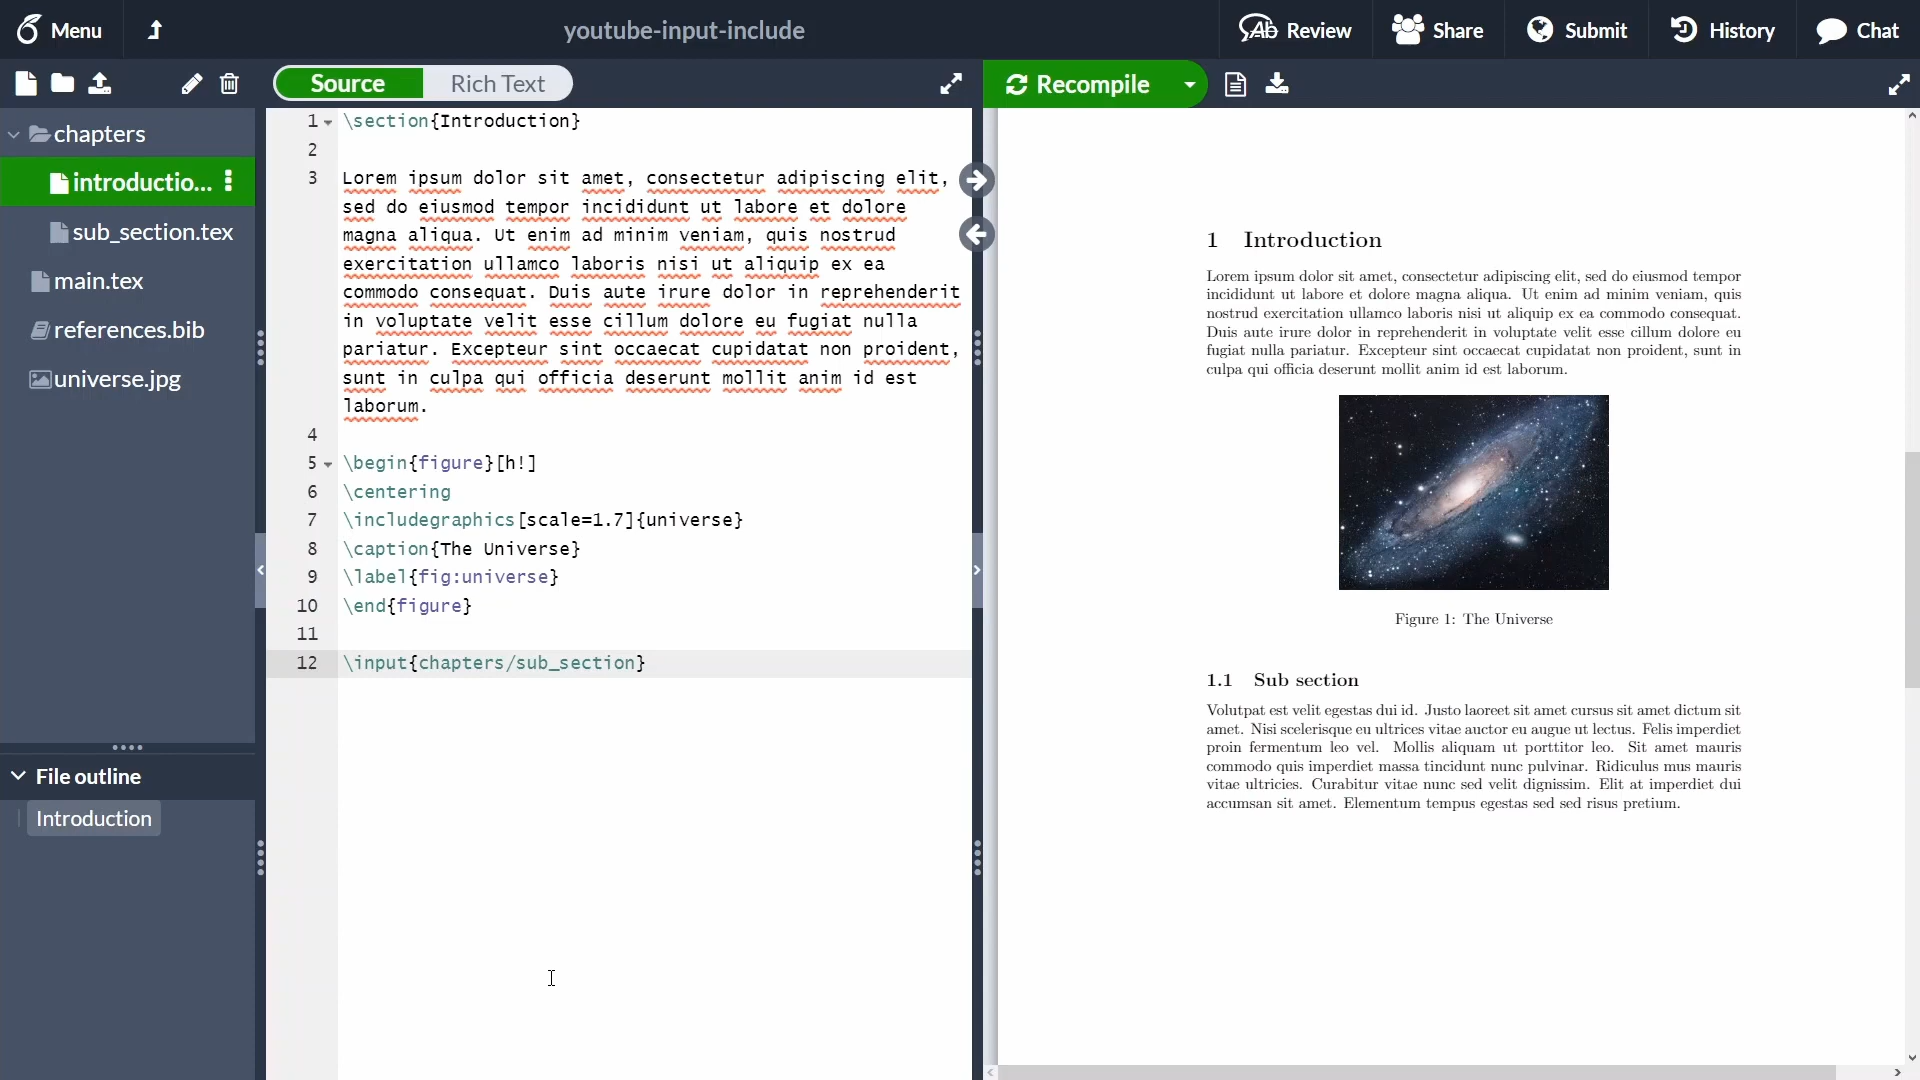 Menu
youtube-input-include
Review
Share
Submit
History
Chat
Source
Rich Text
Recompile
chapters
introductio...
sub_section.tex
main.tex
references.bib
universe.jpg
File outline
Introduction
1 \section{Introduction}
2
3 Lorem ipsum dolor sit amet, consectetur adipiscing elit,
sed do eiusmod tempor incididunt ut labore et dolore
magna aliqua. Ut enim ad minim veniam, quis nostrud
exercitation ullamco laboris nisi ut aliquip ex ea
commodo consequat. Duis aute irure dolor in reprehenderit
in voluptate velit esse cillum dolore eu fugiat nulla
pariatur. Excepteur sint occaecat cupidatat non proident,
sunt in culpa qui officia deserunt mollit anim id est
laborum.
4
5 \begin{figure}[h!]
6 \centering
7 \includegraphics[scale=1.7]{universe}
8 \caption{The Universe}
9 \label{fig:universe}
10 \end{figure}
11
12 \input{chapters/sub_section}
1 Introduction
Lorem ipsum dolor sit amet, consectetur adipiscing elit, sed do eiusmod tempor
incididunt ut labore et dolore magna aliqua. Ut enim ad minim veniam, quis
nostrud exercitation ullamco laboris nisi ut aliquip ex ea commodo consequat.
Duis aute irure dolor in reprehenderit in voluptate velit esse cillum dolore eu
fugiat nulla pariatur. Excepteur sint occaecat cupidatat non proident, sunt in
culpa qui officia deserunt mollit anim id est laborum.
Figure 1: The Universe
1.1 Sub section
Volutpat est velit egestas dui id. Justo laoreet sit amet cursus sit amet dictum sit
amet. Nisi scelerisque eu ultrices vitae auctor eu augue ut lectus. Felis imperdiet
proin fermentum leo vel. Mollis aliquam ut porttitor leo. Sit amet mauris
commodo quis imperdiet massa tincidunt nunc pulvinar. Ridiculus mus mauris
vitae ultricies. Curabitur vitae nunc sed velit dignissim. Elit at imperdiet dui
accumsan sit amet. Elementum tempus egestas sed sed risus pretium.